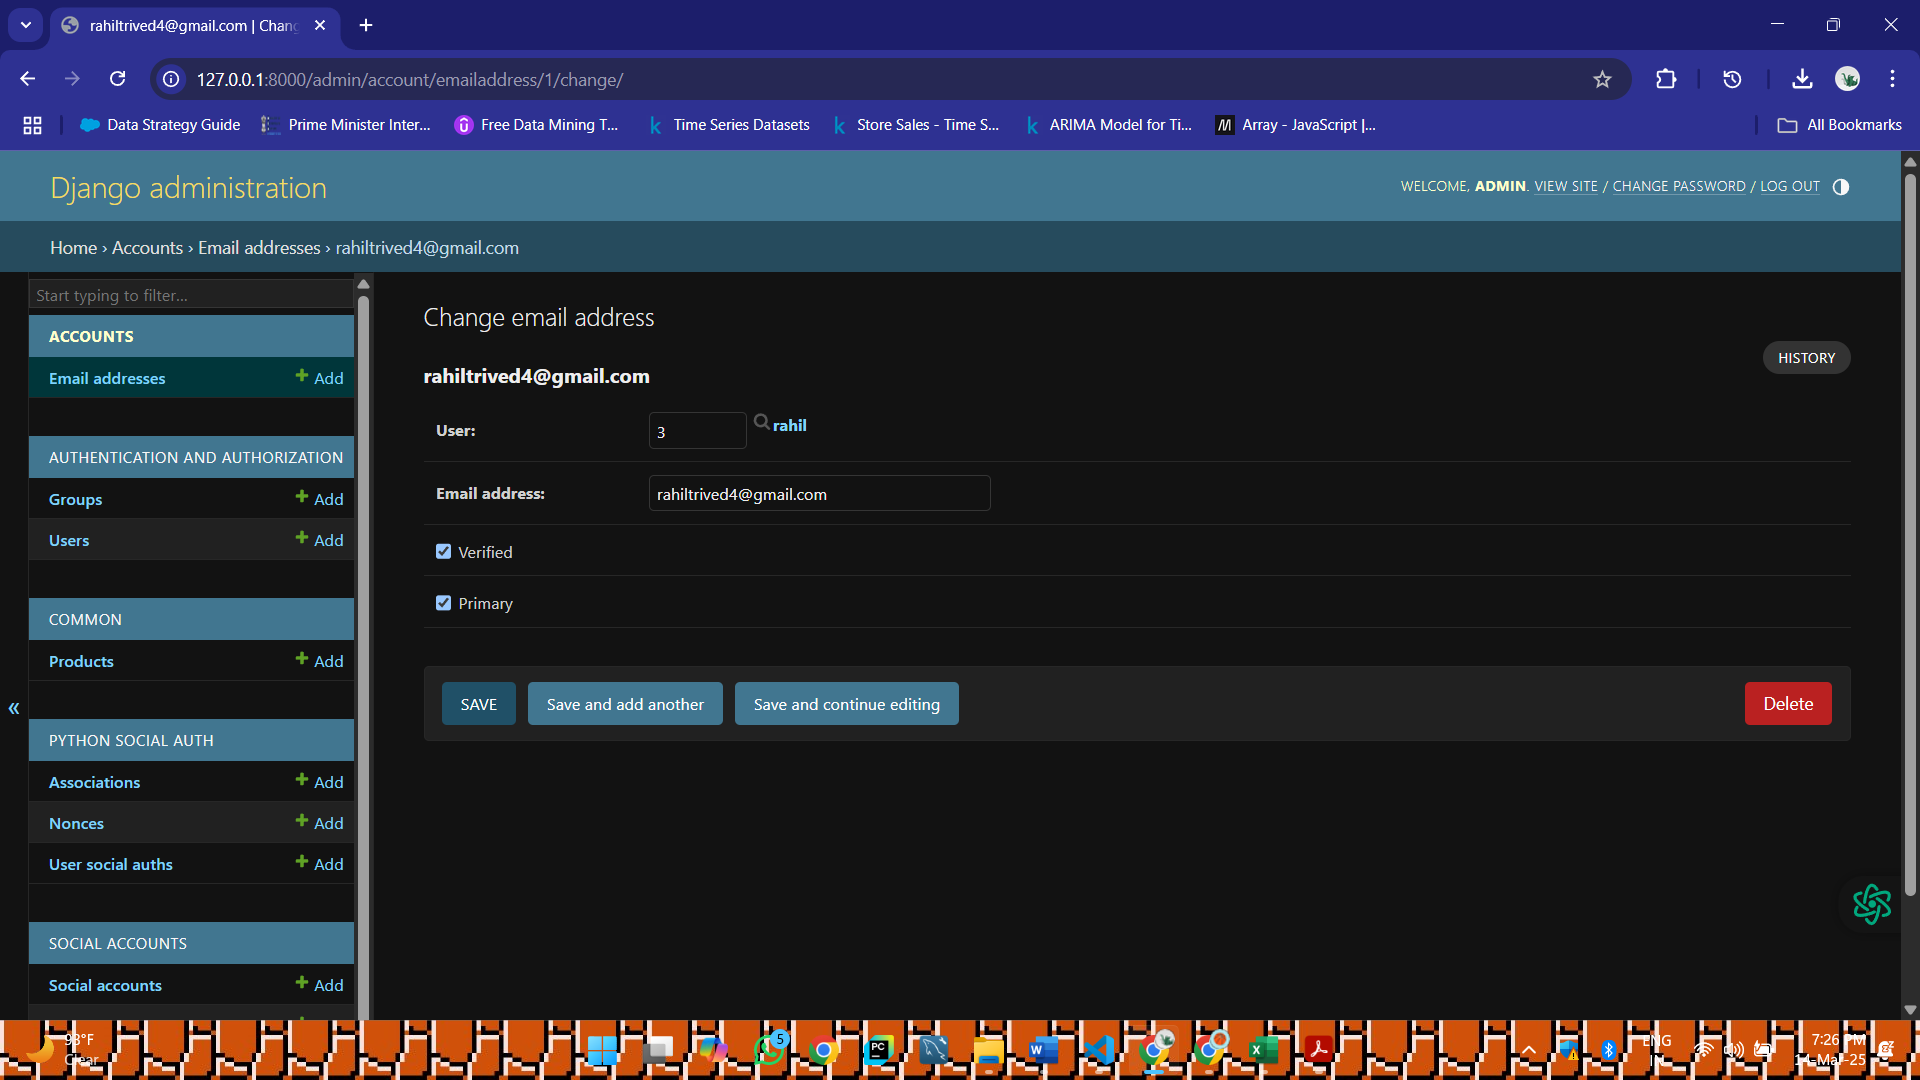 rahiltrived4@gmail.com | Chang
127.0.0.1:8000/admin/account/emailaddress/1/change/
Data Strategy Guide
Prime Minister Inter...
Free Data Mining T...
Time Series Datasets
Store Sales - Time S...
ARIMA Model for Ti...
Array - JavaScript |...
All Bookmarks
Django administration
WELCOME, ADMIN. VIEW SITE / CHANGE PASSWORD / LOG OUT
Home › Accounts › Email addresses › rahiltrived4@gmail.com
Start typing to filter...
ACCOUNTS
Email addresses + Add
AUTHENTICATION AND AUTHORIZATION
Groups + Add
Users + Add
COMMON
Products + Add
PYTHON SOCIAL AUTH
Associations + Add
Nonces + Add
User social auths + Add
SOCIAL ACCOUNTS
Social accounts + Add
«
Change email address
HISTORY
rahiltrived4@gmail.com
User: 3 rahil
Email address: rahiltrived4@gmail.com
Verified
Primary
SAVE
Save and add another
Save and continue editing
Delete
93°F
Clear
5
ENG
IN
7:26 PM
14-Mar-25